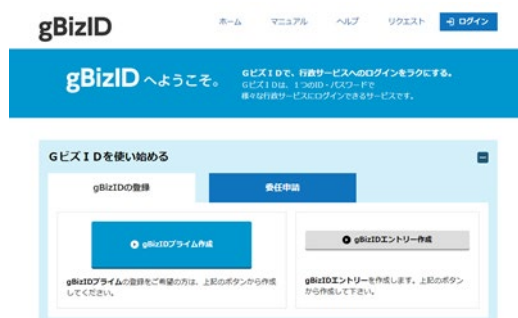 gBizID
ホーム マニュアル ヘルプ リクエスト ログイン
gBizID へようこそ。
GビズIDで、行政サービスへのログインをラクにする。
GビズIDは、1つのID・パスワードで
様々な行政サービスにログインできるサービスです。
GビズIDを使い始める
gBizIDの登録 委任申請
gBizIDプライム作成
gBizIDプライムの登録をご希望の方は、上記のボタンから作成
してください。
gBizIDエントリー作成
gBizIDエントリーを作成します。上記のボタン
から作成して下さい。